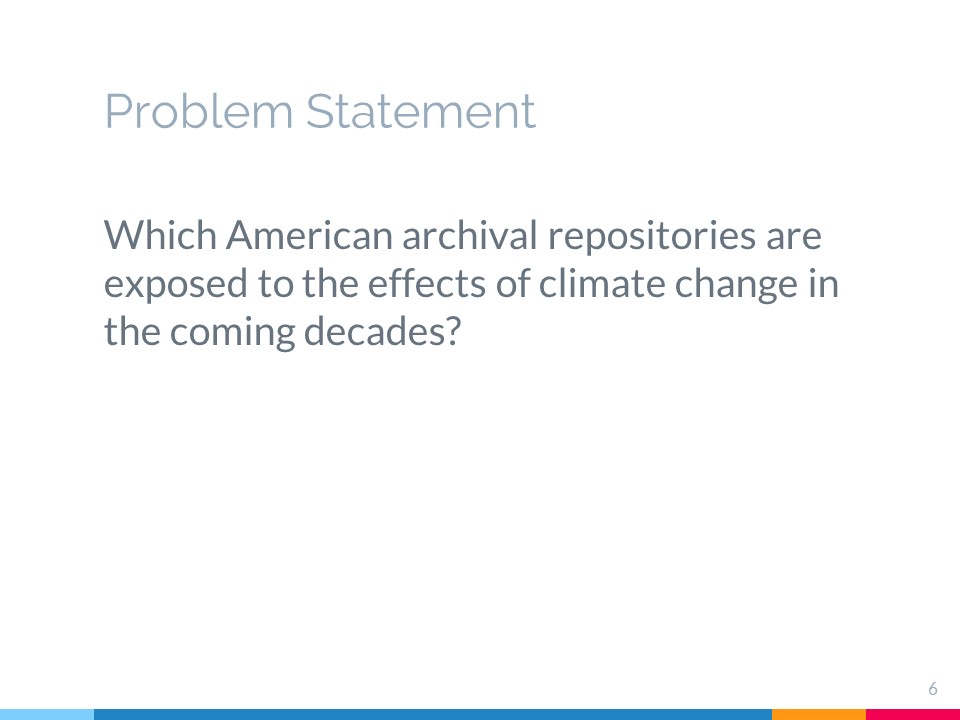 Problem Statement
Which American archival repositories are
exposed to the effects of climate change in
the coming decades?
6